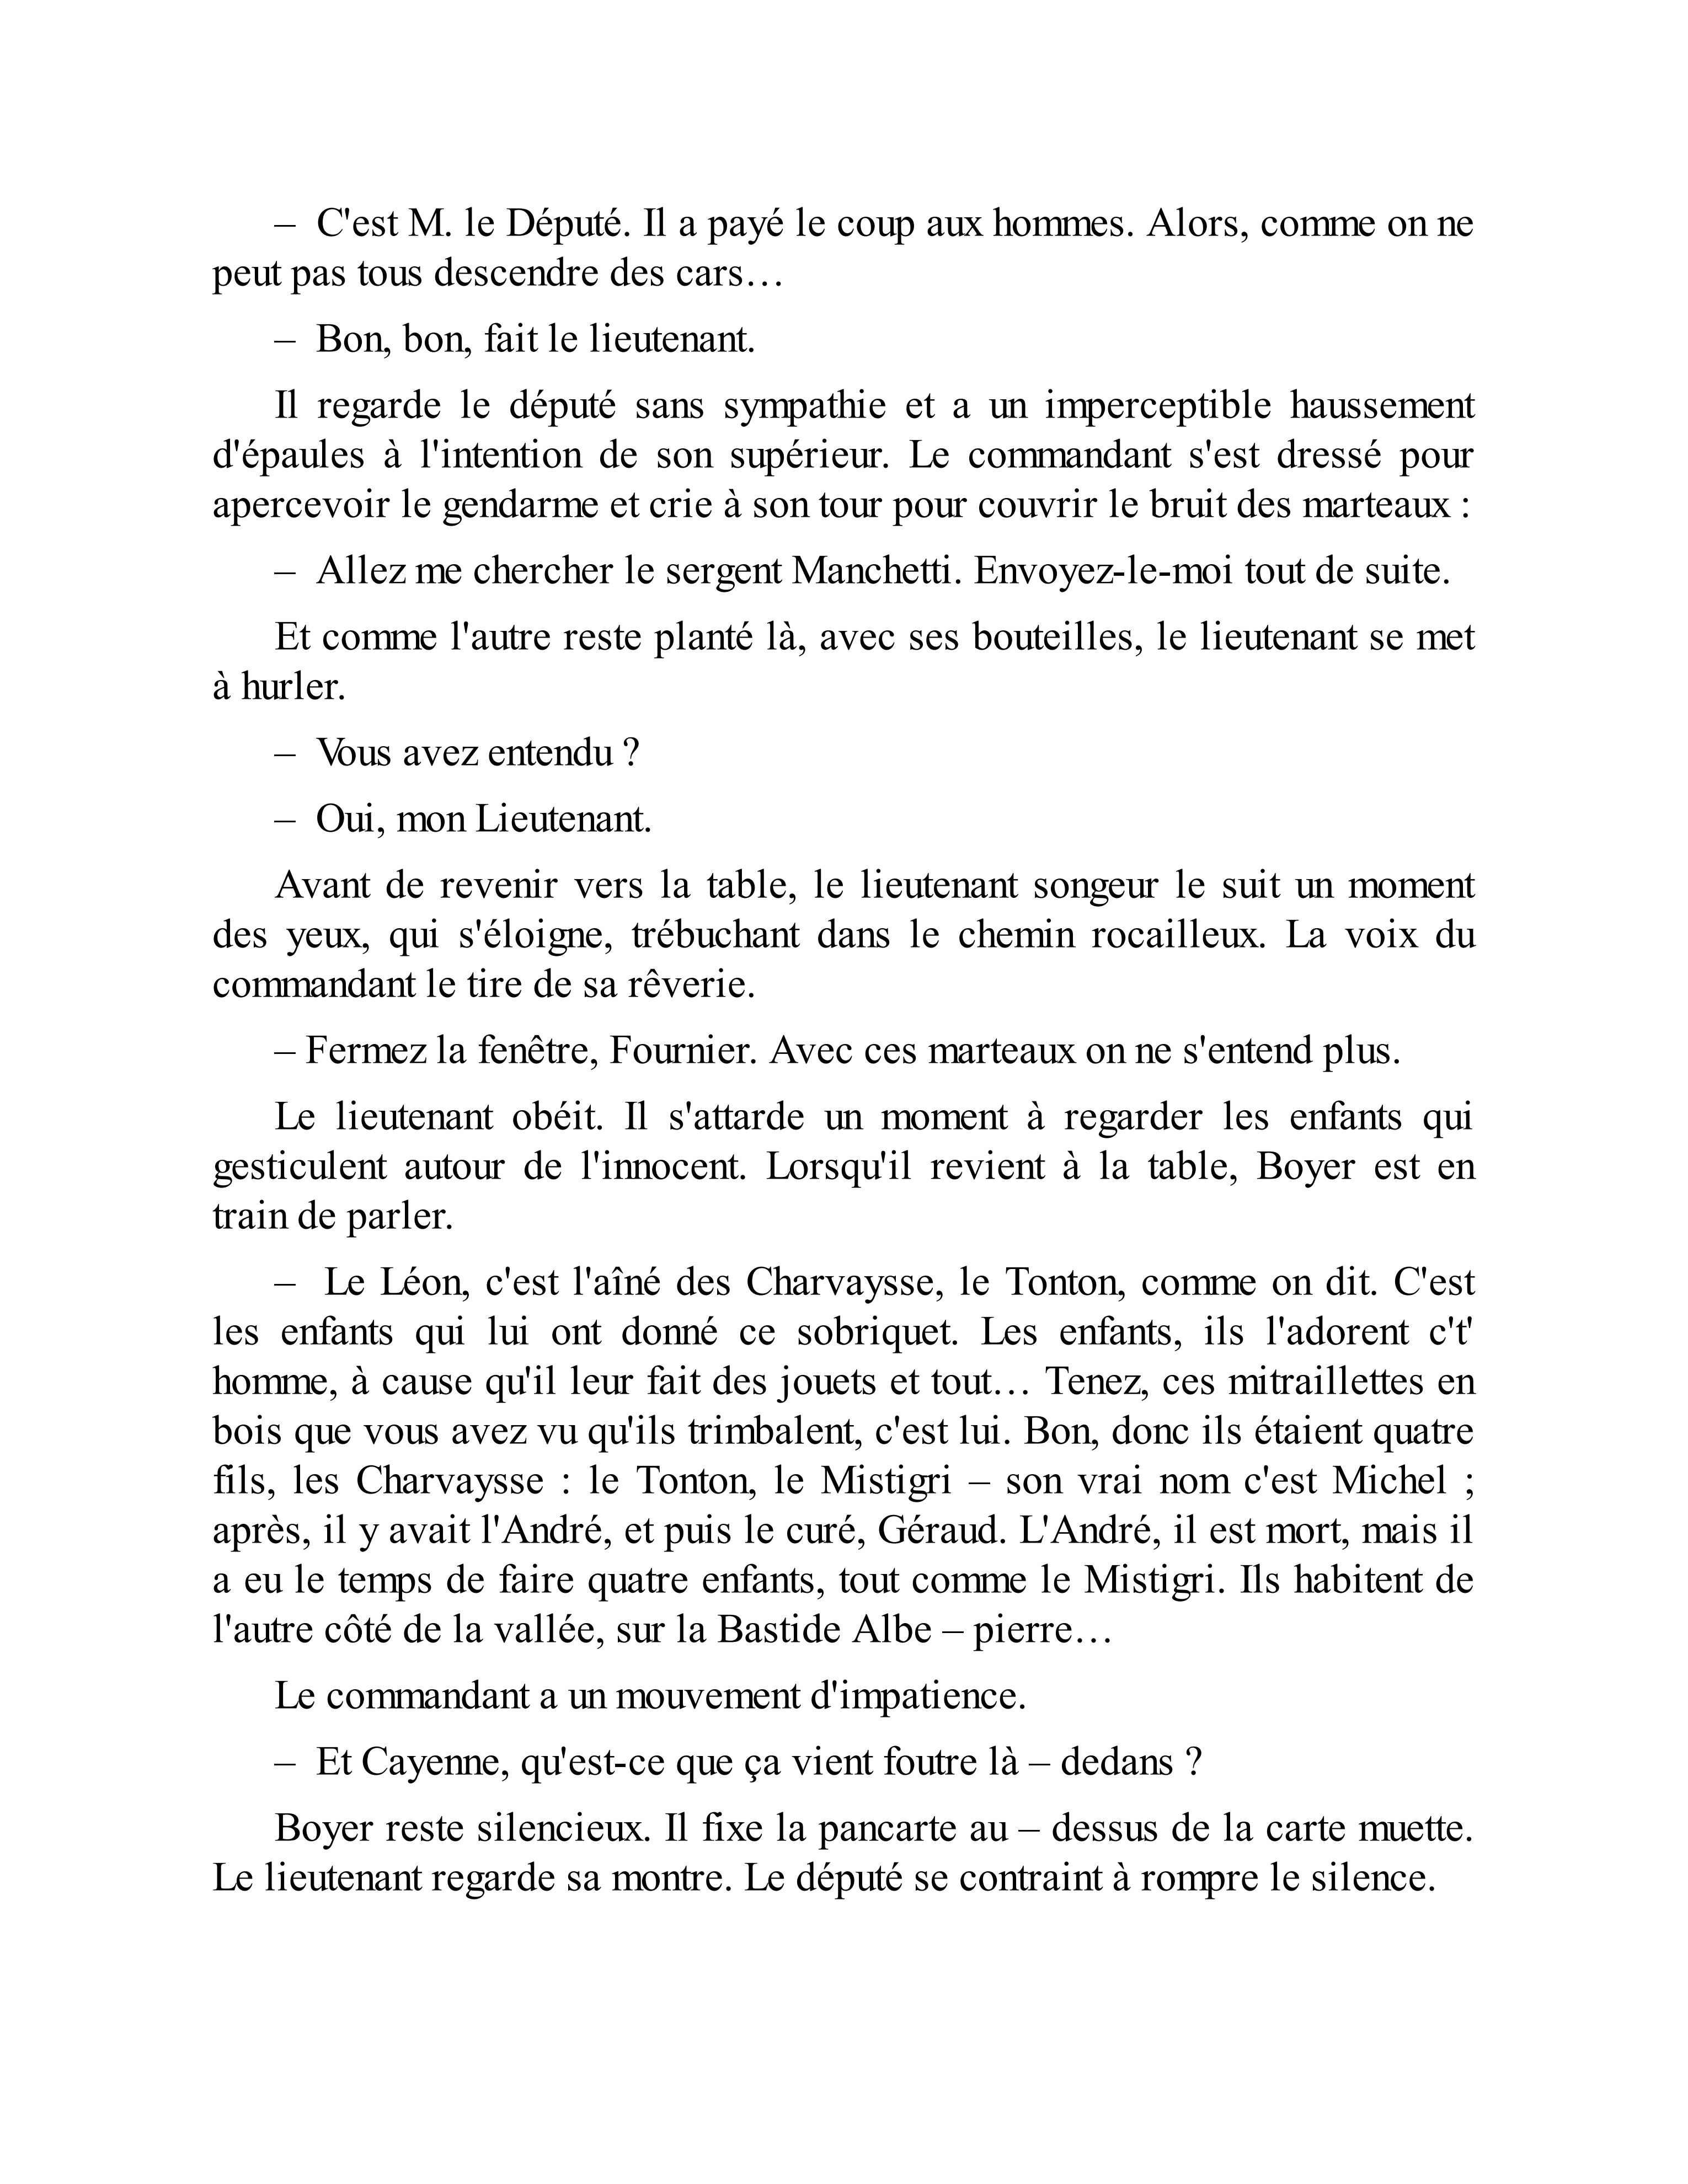 – C'est M. le Député. Il a payé le coup aux hommes. Alors, comme on ne
peut pas tous descendre des cars…
– Bon, bon, fait le lieutenant.
Il regarde le député sans sympathie et a un imperceptible haussement
d'épaules à l'intention de son supérieur. Le commandant s'est dressé pour
apercevoir le gendarme et crie à son tour pour couvrir le bruit des marteaux :
– Allez me chercher le sergent Manchetti. Envoyez-le-moi tout de suite.
Et comme l'autre reste planté là, avec ses bouteilles, le lieutenant se met
à hurler.
– Vous avez entendu ?
– Oui, mon Lieutenant.
Avant de revenir vers la table, le lieutenant songeur le suit un moment
des yeux, qui s'éloigne, trébuchant dans le chemin rocailleux. La voix du
commandant le tire de sa rêverie.
– Fermez la fenêtre, Fournier. Avec ces marteaux on ne s'entend plus.
Le lieutenant obéit. Il s'attarde un moment à regarder les enfants qui
gesticulent autour de l'innocent. Lorsqu'il revient à la table, Boyer est en
train de parler.
– Le Léon, c'est l'aîné des Charvaysse, le Tonton, comme on dit. C'est
les enfants qui lui ont donné ce sobriquet. Les enfants, ils l'adorent c't'
homme, à cause qu'il leur fait des jouets et tout… Tenez, ces mitraillettes en
bois que vous avez vu qu'ils trimbalent, c'est lui. Bon, donc ils étaient quatre
fils, les Charvaysse : le Tonton, le Mistigri – son vrai nom c'est Michel ;
après, il y avait l'André, et puis le curé, Géraud. L'André, il est mort, mais il
a eu le temps de faire quatre enfants, tout comme le Mistigri. Ils habitent de
l'autre côté de la vallée, sur la Bastide Albe – pierre…
Le commandant a un mouvement d'impatience.
– Et Cayenne, qu'est-ce que ça vient foutre là – dedans ?
Boyer reste silencieux. Il fixe la pancarte au – dessus de la carte muette.
Le lieutenant regarde sa montre. Le député se contraint à rompre le silence.